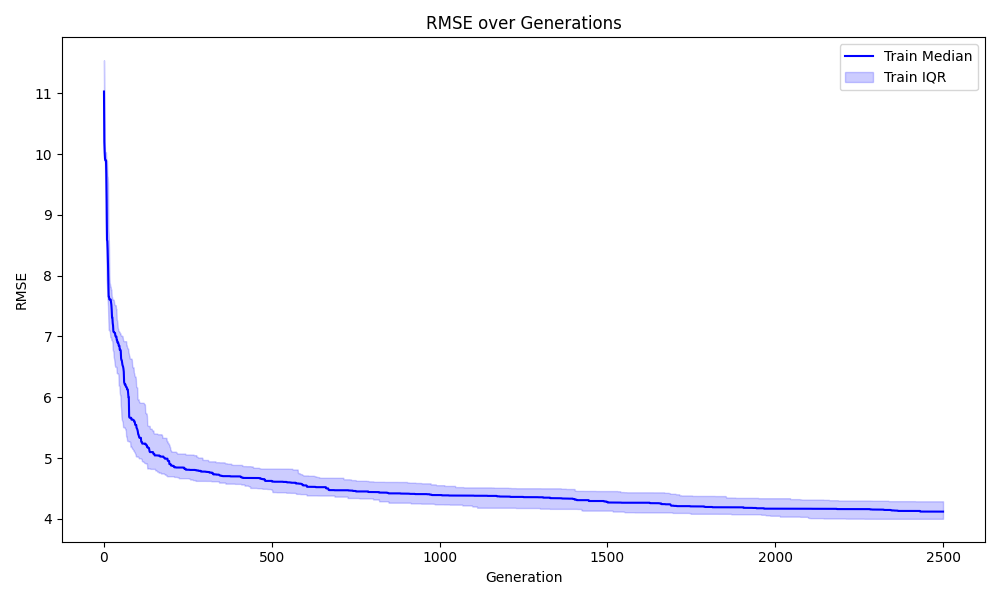 RMSE over Generations
Train Median
Train IQR
RMSE
11
10
9
8
7
6
5
4
0 500 1000 1500 2000 2500
Generation